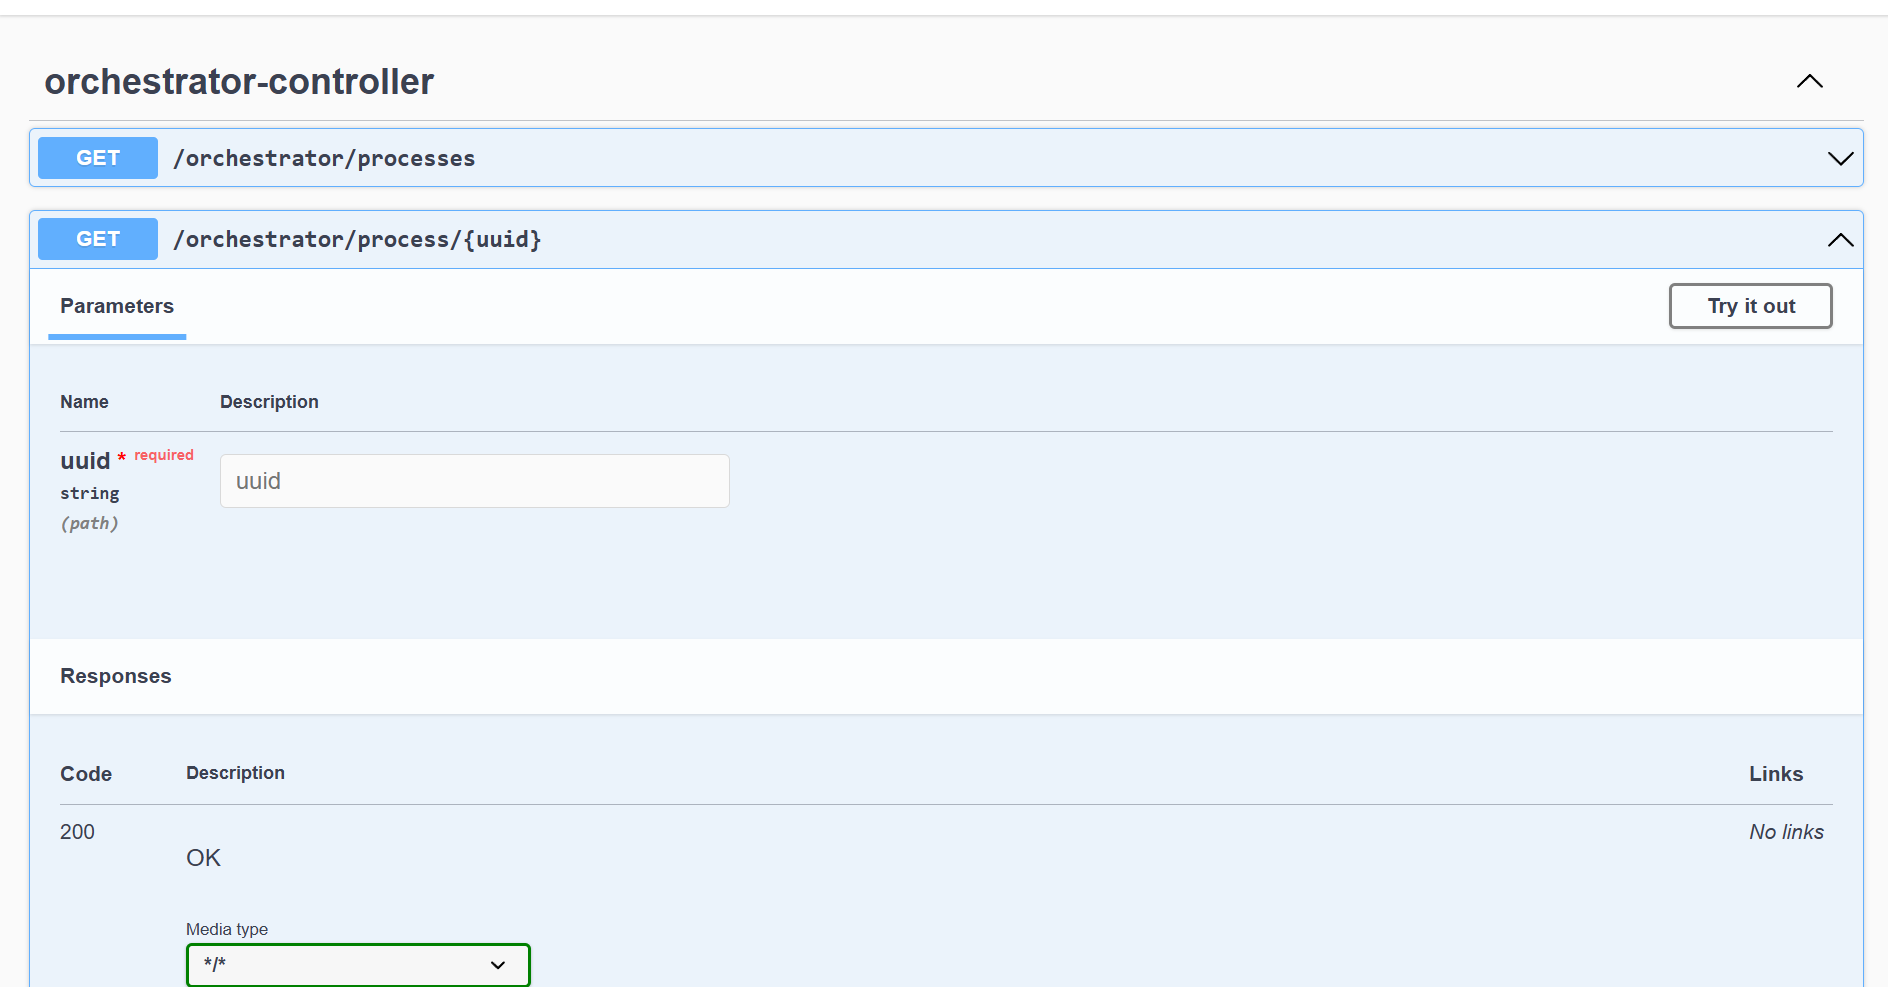 orchestrator-controller
GET /orchestrator/processes
GET /orchestrator/process/{uuid}
Parameters Try it out
Name Description
uuid * required
uuid
string
(path)
Responses
Code Description Links
200 No links
OK
Media type
*/*